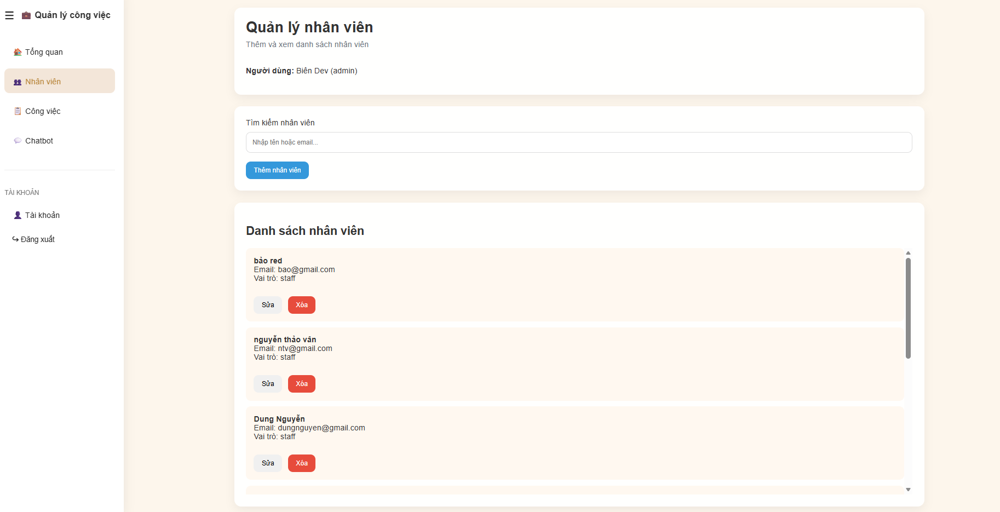 Quản lý công việc
Tổng quan
Nhân viên
Công việc
Chatbot
TÀI KHOẢN
Tài khoản
Đăng xuất
Quản lý nhân viên
Thêm và xem danh sách nhân viên
Người dùng: Biên Dev (admin)
Tìm kiếm nhân viên
Nhập tên hoặc email...
Thêm nhân viên
Danh sách nhân viên
bảo red
Email: bao@gmail.com
Vai trò: staff
Sửa Xóa
nguyễn thảo vân
Email: ntv@gmail.com
Vai trò: staff
Sửa Xóa
Dung Nguyễn
Email: dungnguyen@gmail.com
Vai trò: staff
Sửa Xóa